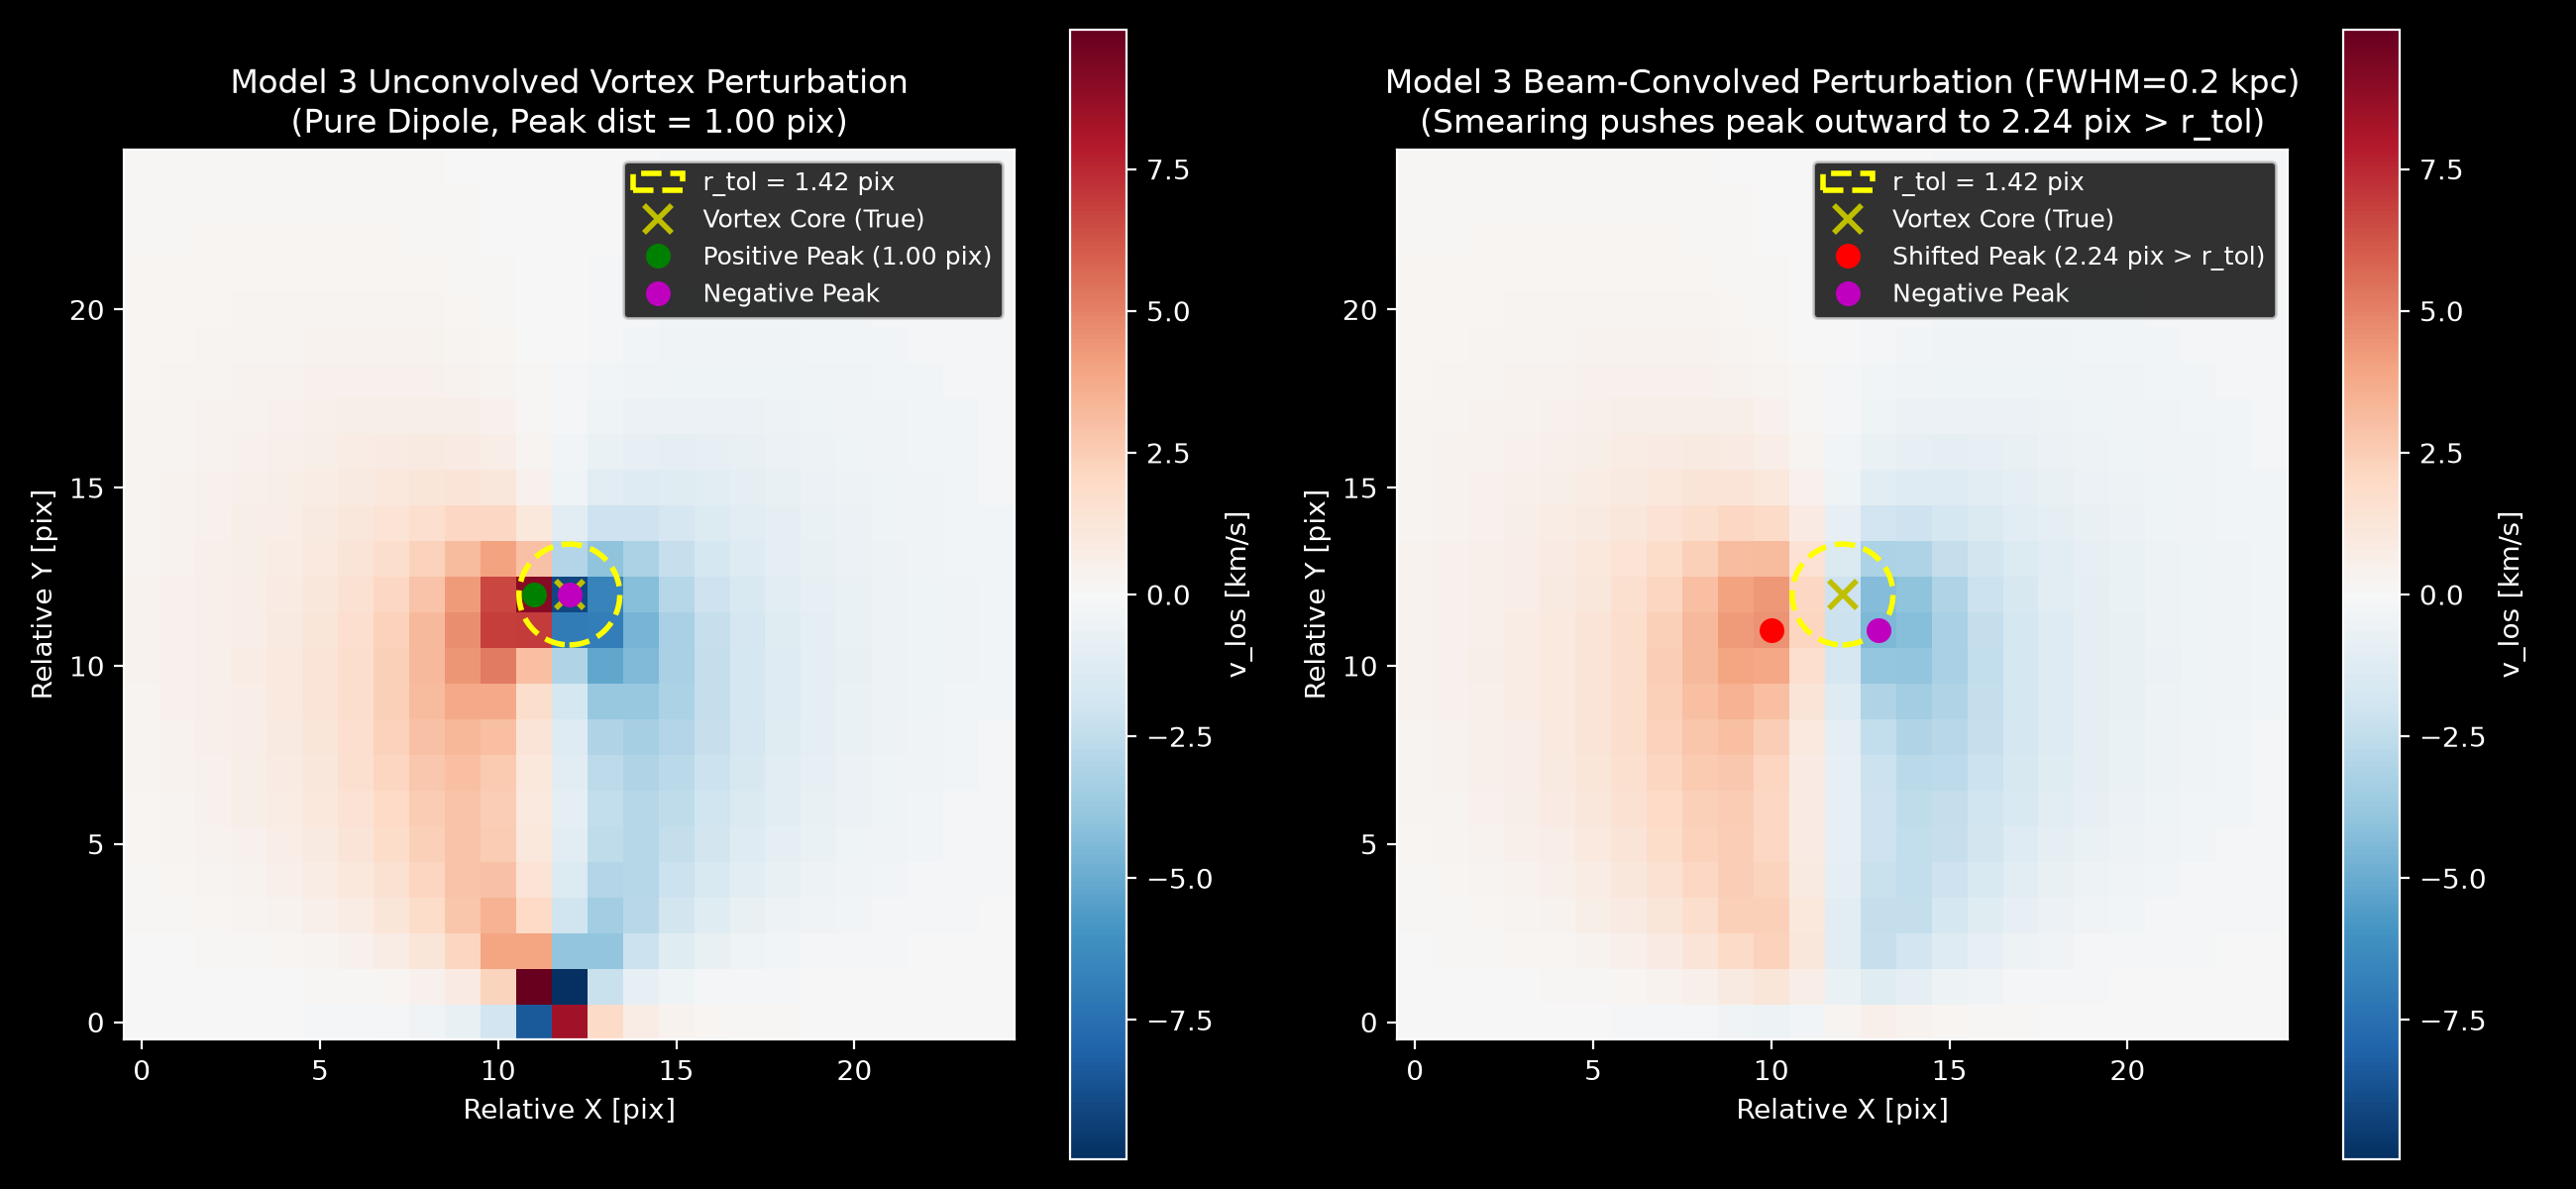 Model 3 Unconvolved Vortex Perturbation
(Pure Dipole, Peak dist = 1.00 pix)
r_tol = 1.42 pix
Vortex Core (True)
Positive Peak (1.00 pix)
Negative Peak
20
15
10
5
0
Relative Y [pix]
0 5 10 15 20
Relative X [pix]
7.5
5.0
2.5
0.0
−2.5
−5.0
−7.5
v_los [km/s]
Model 3 Beam-Convolved Perturbation (FWHM=0.2 kpc)
(Smearing pushes peak outward to 2.24 pix > r_tol)
r_tol = 1.42 pix
Vortex Core (True)
Shifted Peak (2.24 pix > r_tol)
Negative Peak
20
15
10
5
0
Relative Y [pix]
0 5 10 15 20
Relative X [pix]
7.5
5.0
2.5
0.0
−2.5
−5.0
−7.5
v_los [km/s]